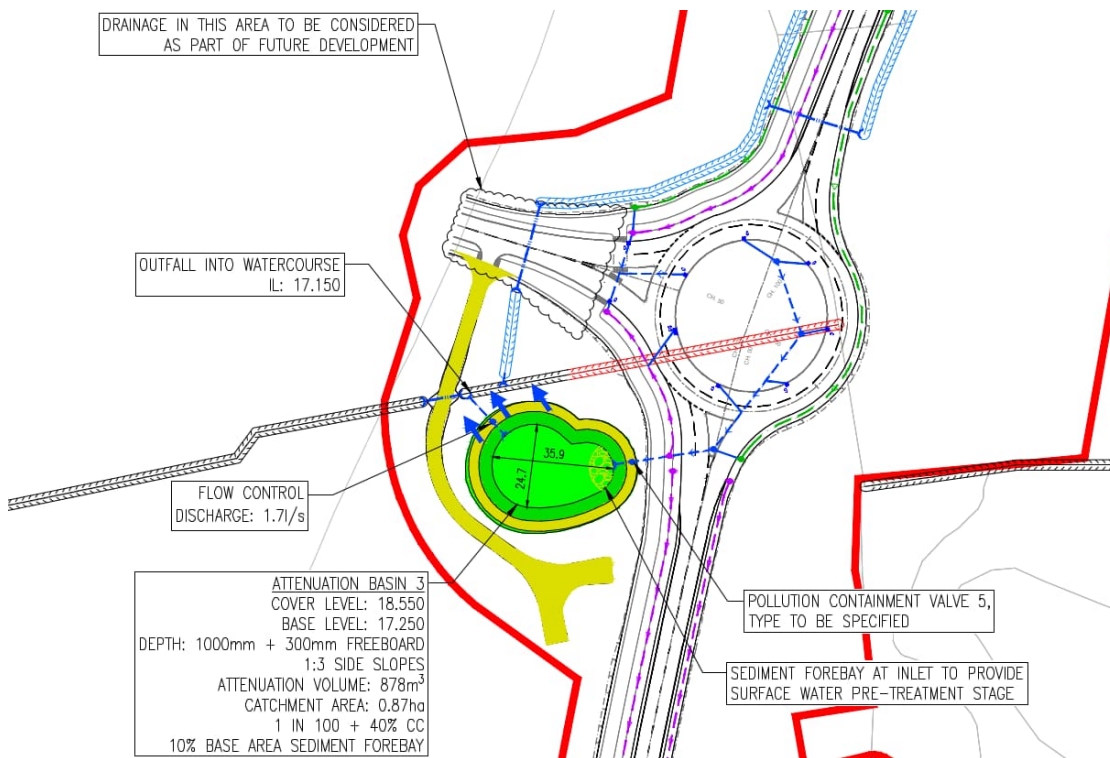 DRAINAGE IN THIS AREA TO BE CONSIDERED
AS PART OF FUTURE DEVELOPMENT
OUTFALL INTO WATERCOURSE
IL: 17.150
CH. 50
35.9
24.7
FLOW CONTROL
DISCHARGE: 1.7l/s
ATTENUATION BASIN 3
COVER LEVEL: 18.550
BASE LEVEL: 17.250
DEPTH: 1000mm + 300mm FREEBOARD
1:3 SIDE SLOPES
ATTENUATION VOLUME: 878m³
CATCHMENT AREA: 0.87ha
1 IN 100 + 40% CC
10% BASE AREA SEDIMENT FOREBAY
POLLUTION CONTAINMENT VALVE 5,
TYPE TO BE SPECIFIED
SEDIMENT FOREBAY AT INLET TO PROVIDE
SURFACE WATER PRE-TREATMENT STAGE